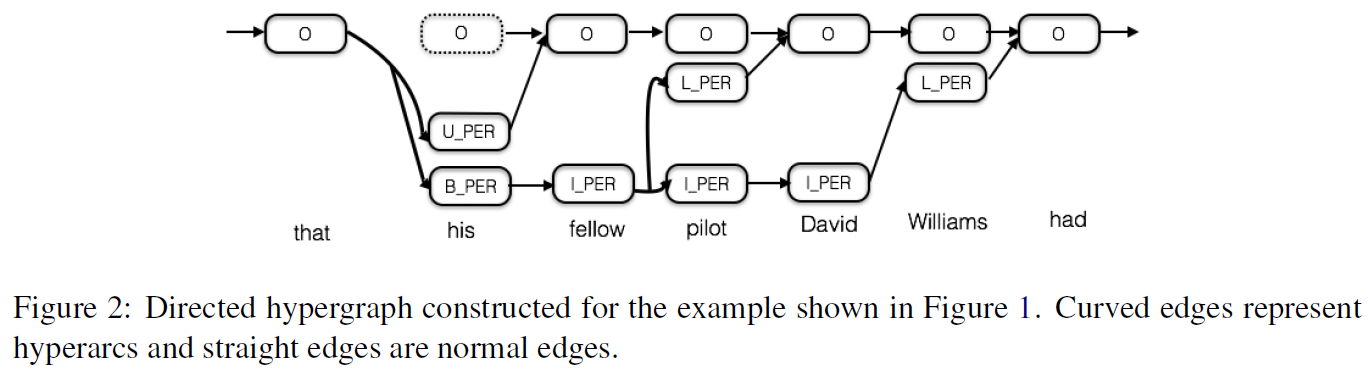 O O O O O O O
L_PER L_PER
U_PER
B_PER I_PER I_PER I_PER
that his fellow pilot David Williams had
Figure 2: Directed hypergraph constructed for the example shown in Figure 1. Curved edges represent
hyperarcs and straight edges are normal edges.